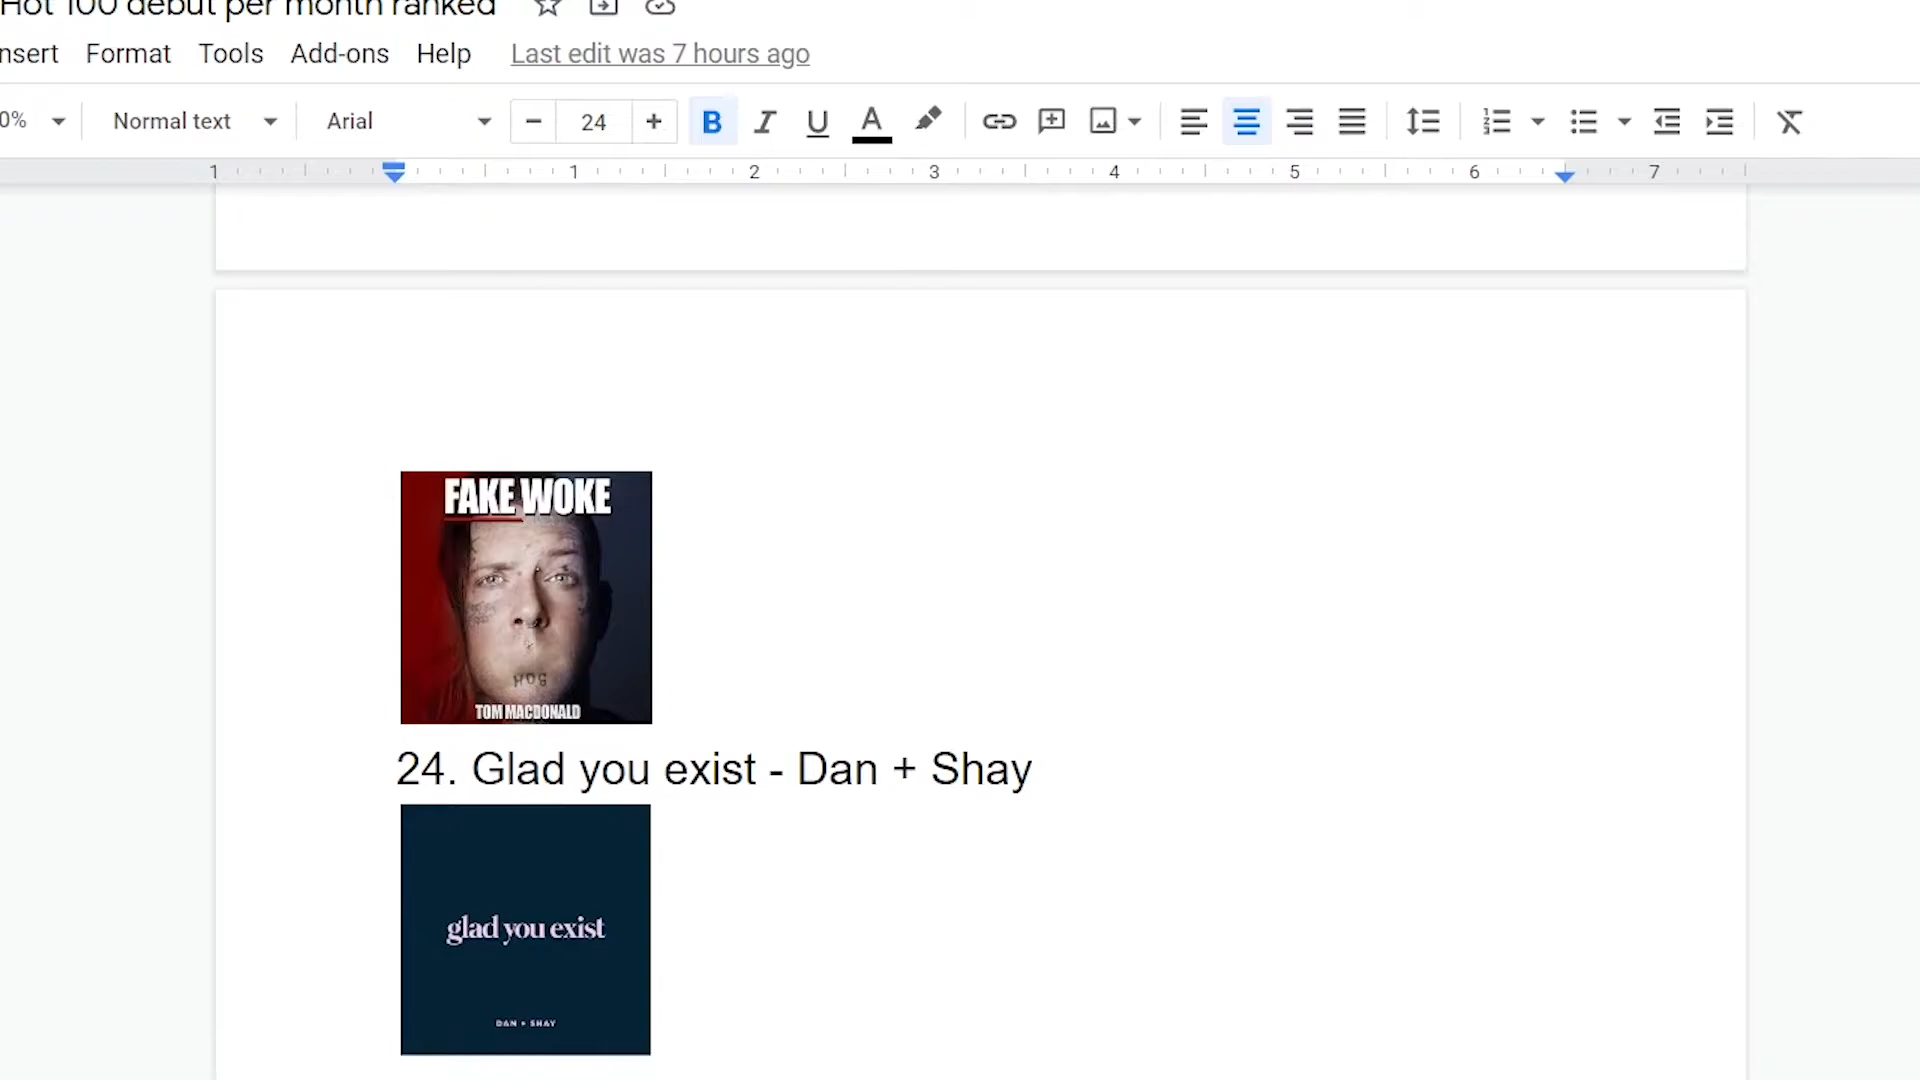 Hot 100 debut per month ranked
nsert Format Tools Add-ons Help Last edit was 7 hours ago
0% Normal text Arial 24 B I U A
1 1 2 3 4 5 6 7
FAKE WOKE
HOG
TOM MACDONALD
24. Glad you exist - Dan + Shay
glad you exist
DAN + SHAY